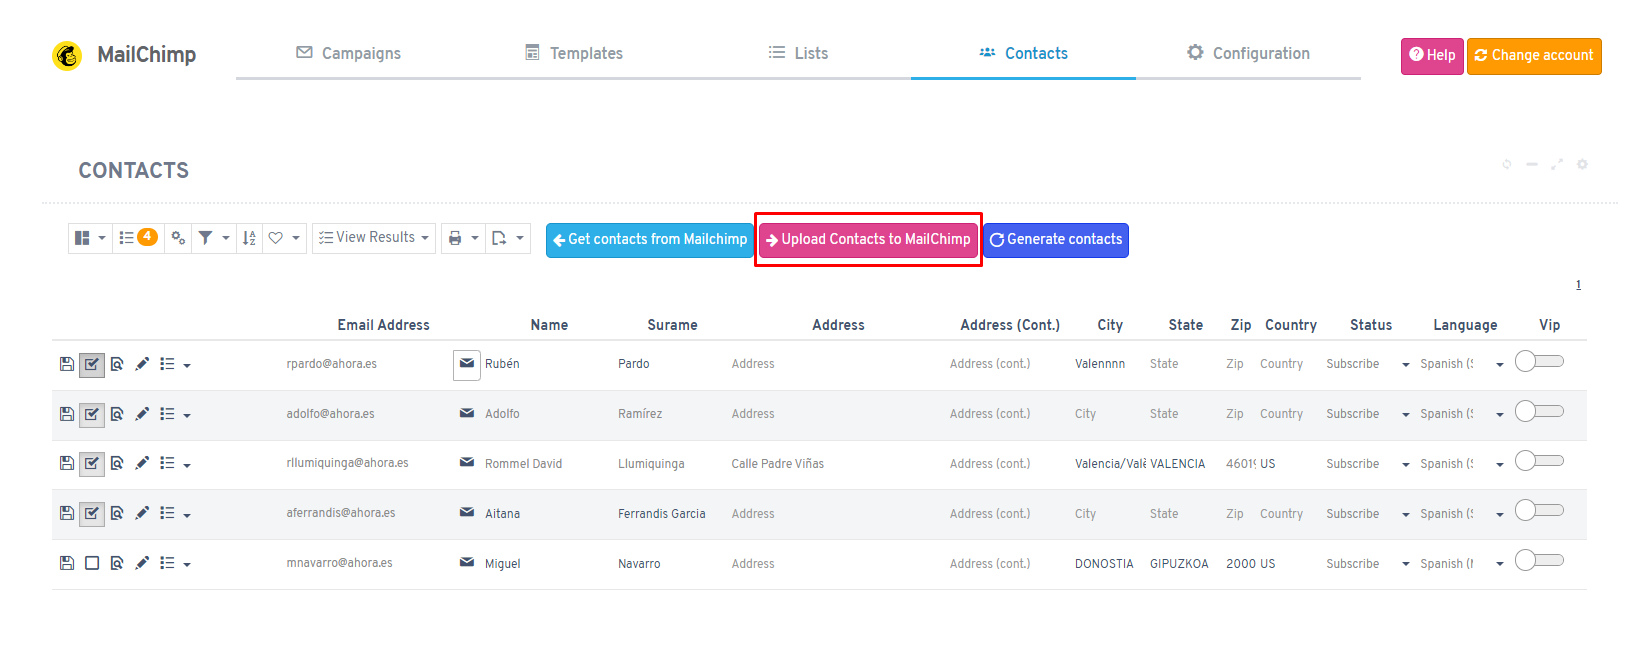 MailChimp Campaigns Templates Lists Contacts Configuration Help Change account
CONTACTS
4 View Results Get contacts from Mailchimp Upload Contacts to MailChimp Generate contacts
1
Email Address Name Surame Address Address (Cont.) City State Zip Country Status Language Vip
rpardo@ahora.es Rubén Pardo Address Address (cont.) Valennnn State Zip Country Subscribe Spanish (S
adolfo@ahora.es Adolfo Ramírez Address Address (cont.) City State Zip Country Subscribe Spanish (S
rllumiquinga@ahora.es Rommel David Llumiquinga Calle Padre Viñas Address (cont.) Valencia/Valè VALENCIA 46019 US Subscribe Spanish (S
aferrandis@ahora.es Aitana Ferrandis Garcia Address Address (cont.) City State Zip Country Subscribe Spanish (S
mnavarro@ahora.es Miguel Navarro Address Address (cont.) DONOSTIA GIPUZKOA 2000 US Subscribe Spanish (M